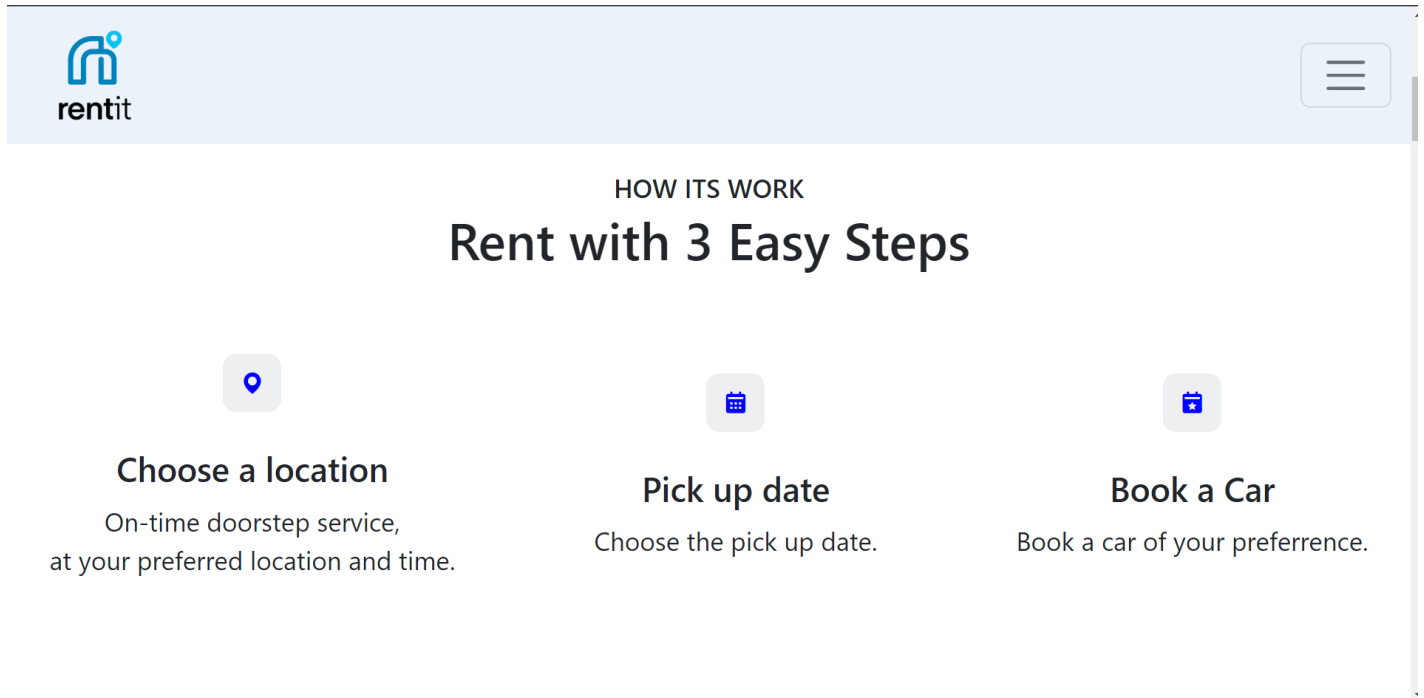 rentit
HOW ITS WORK
Rent with 3 Easy Steps
Choose a location
On-time doorstep service,
at your preferred location and time.
Pick up date
Choose the pick up date.
Book a Car
Book a car of your preferrence.